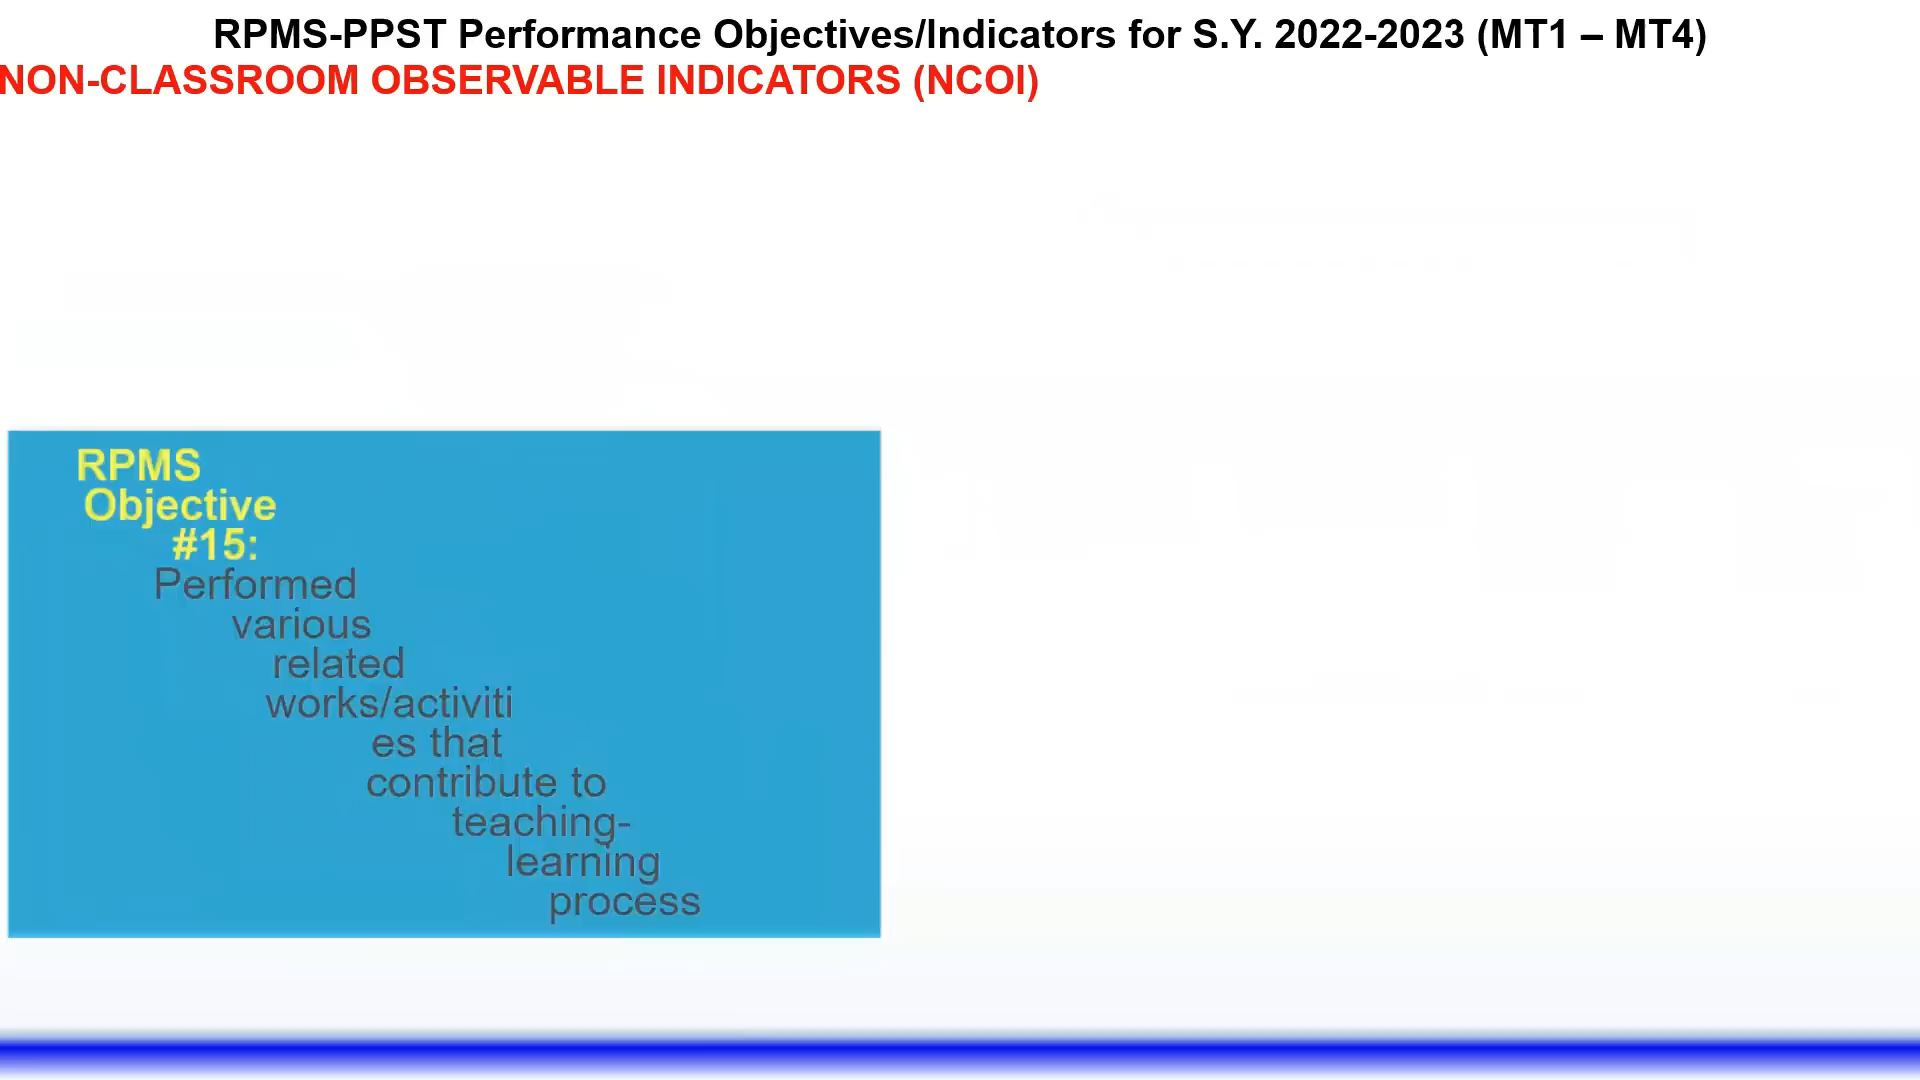 RPMS-PPST Performance Objectives/Indicators for S.Y. 2022-2023 (MT1 – MT4)
NON-CLASSROOM OBSERVABLE INDICATORS (NCOI)
RPMS
Objective
#15:
Performed
various
related
works/activiti
es that
contribute to
teaching-
learning
process